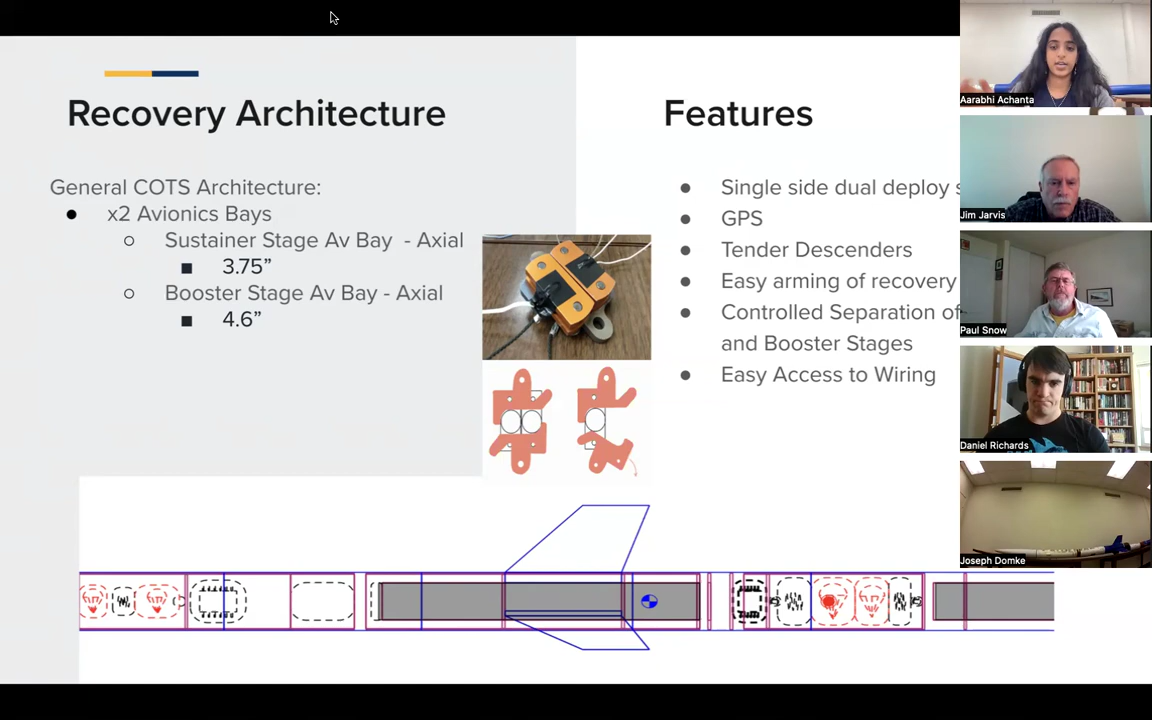 Recovery Architecture
General COTS Architecture:
x2 Avionics Bays
Sustainer Stage Av Bay - Axial
3.75”
Booster Stage Av Bay - Axial
4.6”
Features
Single side dual deploy
GPS
Tender Descenders
Easy arming of recovery
Controlled Separation of
and Booster Stages
Easy Access to Wiring
Aarabhi Achanta
Jim Jarvis
Paul Snow
Daniel Richards
Joseph Domke